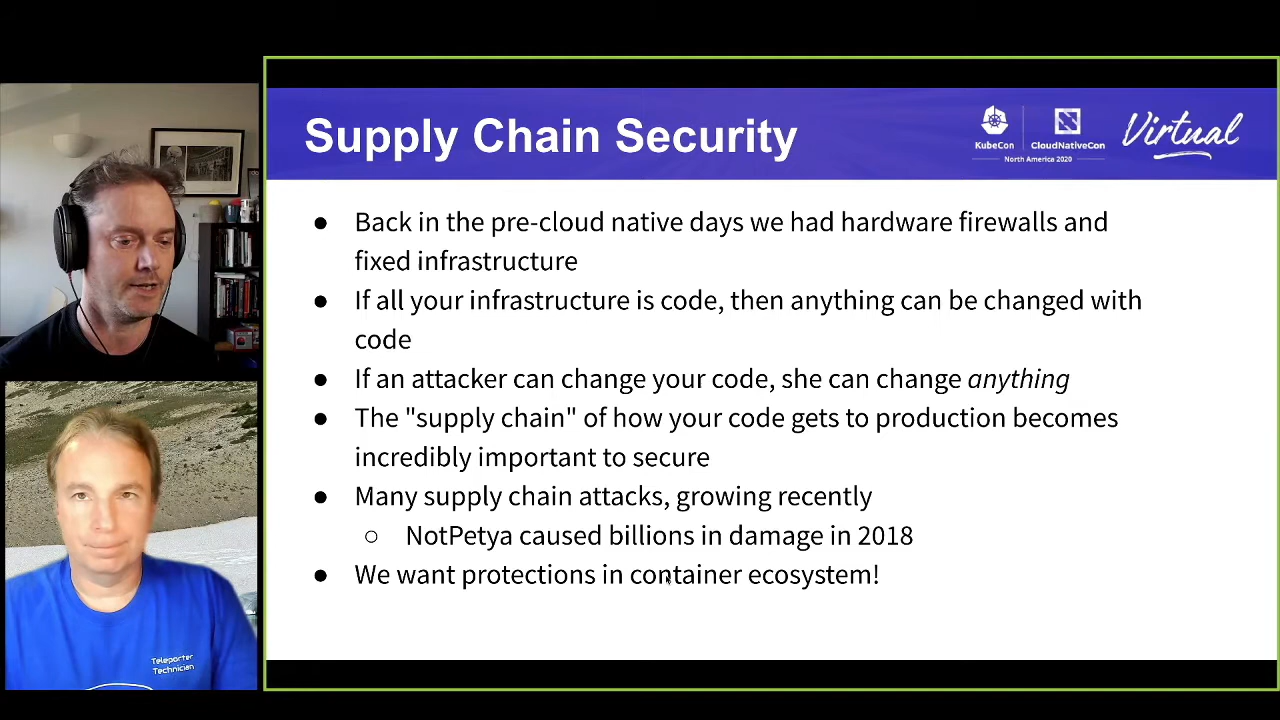 Supply Chain Security
KubeCon
CloudNativeCon
North America 2020
Virtual
● Back in the pre-cloud native days we had hardware firewalls and
fixed infrastructure
● If all your infrastructure is code, then anything can be changed with
code
● If an attacker can change your code, she can change anything
● The "supply chain" of how your code gets to production becomes
incredibly important to secure
● Many supply chain attacks, growing recently
○ NotPetya caused billions in damage in 2018
● We want protections in container ecosystem!
Teleporter
Technician